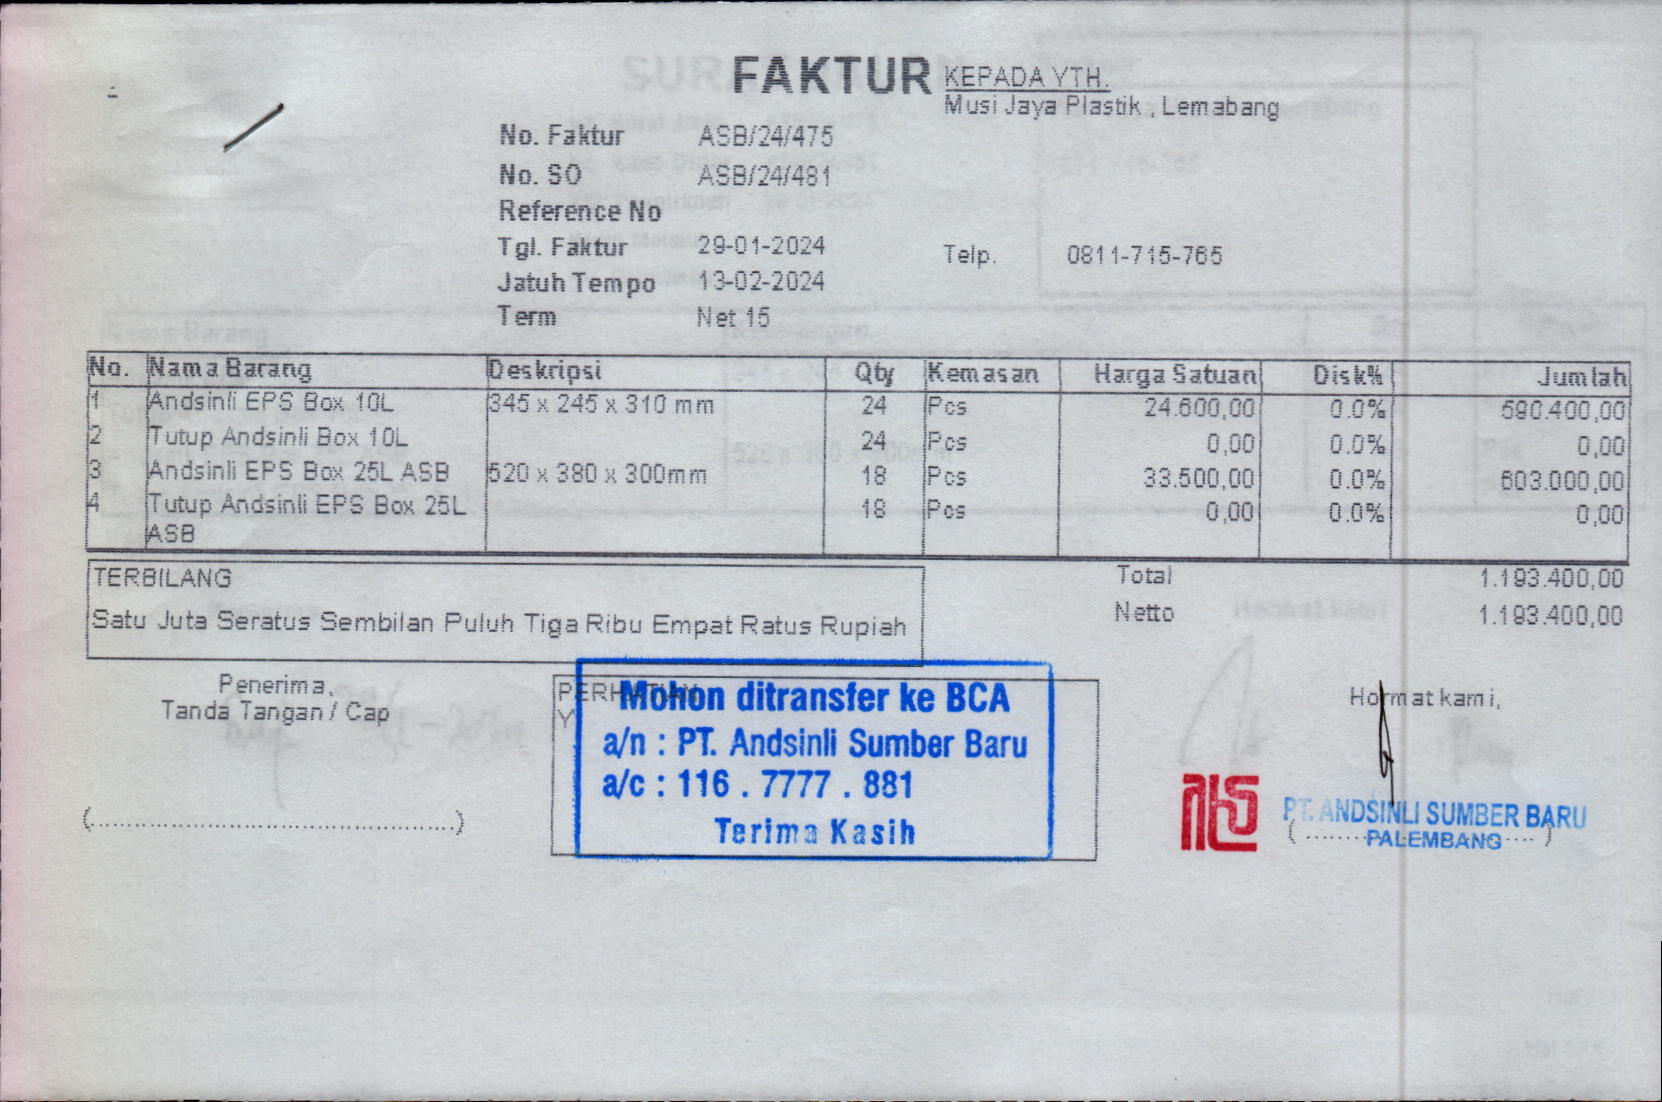 FAKTUR
KEPADA YTH.
Musi Jaya Plastik , Lemabang
No. Faktur ASB/24/475
No. SO ASB/24/481
Reference No
Tgl. Faktur 29-01-2024
Telp. 0811-715-765
Jatuh Tempo 13-02-2024
Term Net 15
No. Nama Barang Deskripsi Qty Kemasan Harga Satuan Disk% Jumlah
1 Andsinli EPS Box 10L 345 x 245 x 310 mm 24 Pcs 24.600,00 0.0% 590.400,00
2 Tutup Andsinli Box 10L 24 Pcs 0,00 0.0% 0,00
3 Andsinli EPS Box 25L ASB 520 x 380 x 300mm 18 Pcs 33.500,00 0.0% 603.000,00
4 Tutup Andsinli EPS Box 25L 18 Pcs 0,00 0.0% 0,00
ASB
TERBILANG
Satu Juta Seratus Sembilan Puluh Tiga Ribu Empat Ratus Rupiah
Total 1.193.400,00
Netto 1.193.400,00
Penerima,
Tanda Tangan / Cap
(...............................................)
PERHATIAN
Mohon ditransfer ke BCA
a/n : PT. Andsinli Sumber Baru
a/c : 116 . 7777 . 881
Terima Kasih
Hormat kami,
PT. ANDSINLI SUMBER BARU
PALEMBANG